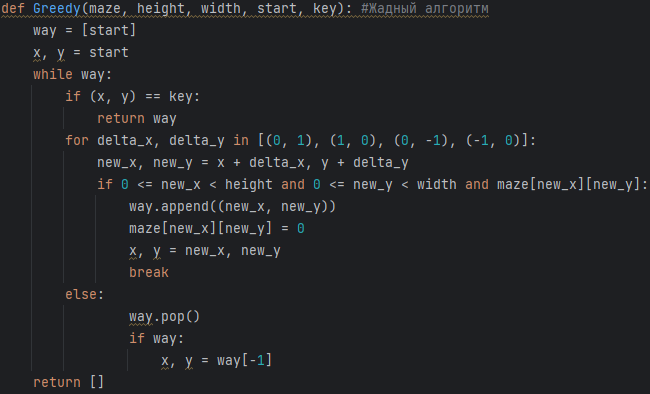 def Greedy(maze, height, width, start, key): #Жадный алгоритм
    way = [start]
    x, y = start
    while way:
        if (x, y) == key:
            return way
        for delta_x, delta_y in [(0, 1), (1, 0), (0, -1), (-1, 0)]:
            new_x, new_y = x + delta_x, y + delta_y
            if 0 <= new_x < height and 0 <= new_y < width and maze[new_x][new_y]:
                way.append((new_x, new_y))
                maze[new_x][new_y] = 0
                x, y = new_x, new_y
                break
        else:
                way.pop()
                if way:
                    x, y = way[-1]
    return []